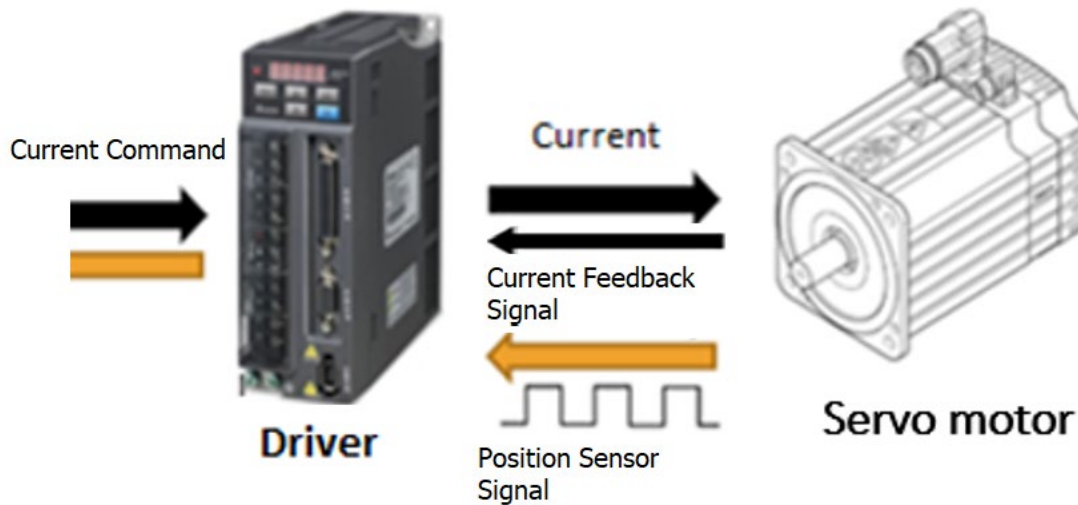 Current Command
Current
Current Feedback
Signal
Driver
Position Sensor
Signal
Servo motor